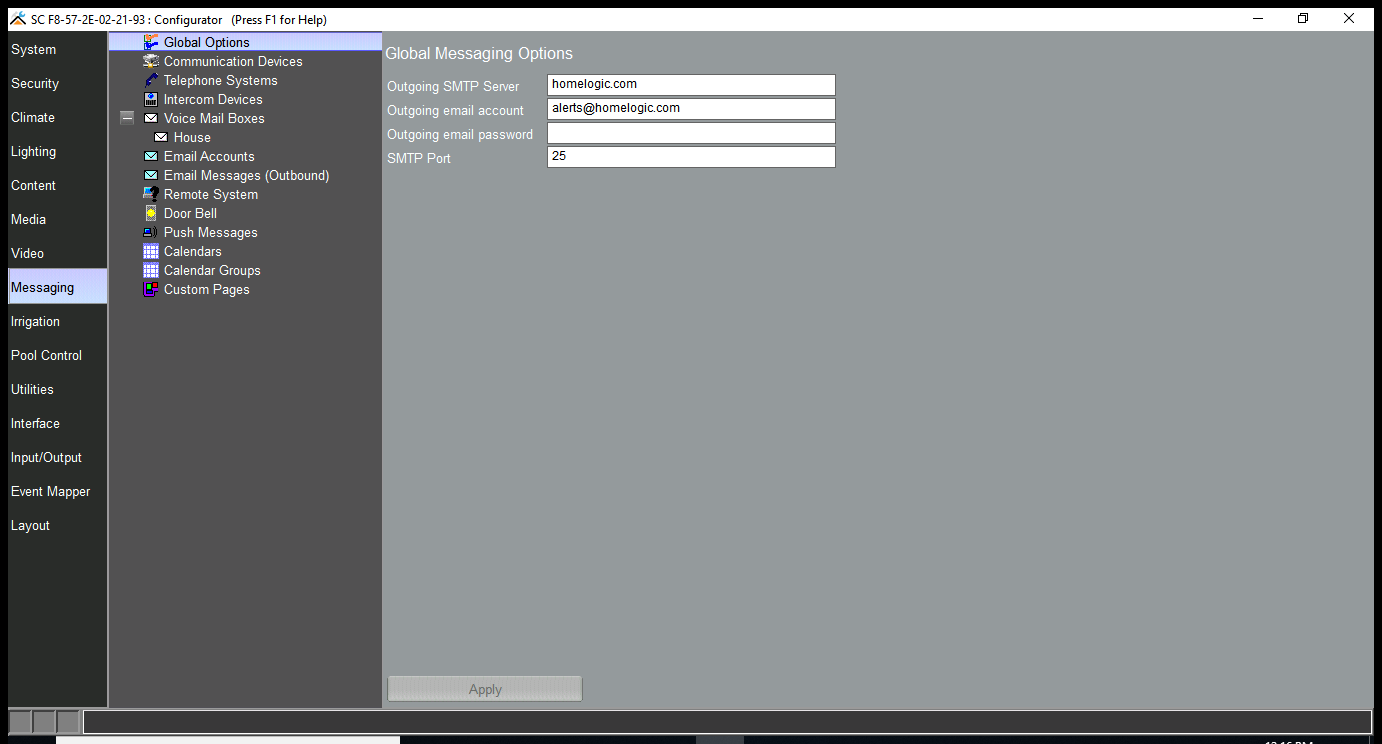 SC F8-57-2E-02-21-93 : Configurator (Press F1 for Help)
System
Security
Climate
Lighting
Content
Media
Video
Messaging
Irrigation
Pool Control
Utilities
Interface
Input/Output
Event Mapper
Layout
Global Options
Communication Devices
Telephone Systems
Intercom Devices
Voice Mail Boxes
House
Email Accounts
Email Messages (Outbound)
Remote System
Door Bell
Push Messages
Calendars
Calendar Groups
Custom Pages
Global Messaging Options
Outgoing SMTP Server homelogic.com
Outgoing email account alerts@homelogic.com
Outgoing email password
SMTP Port 25
Apply